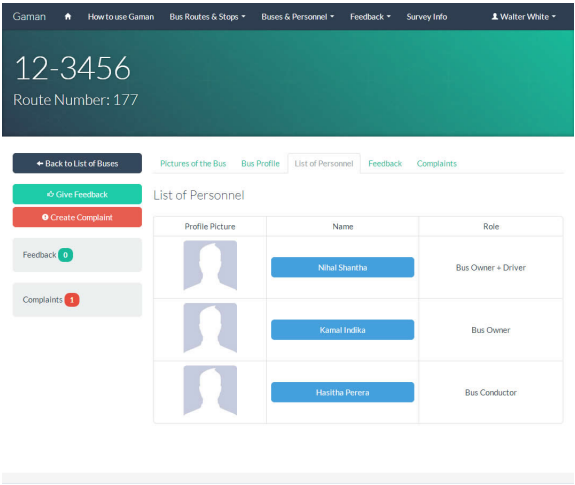 Gaman How to use Gaman Bus Routes & Stops Buses & Personnel Feedback Survey Info Walter White
12-3456
Route Number: 177
Back to List of Buses
Give Feedback
Create Complaint
Feedback 0
Complaints 1
Pictures of the Bus Bus Profile List of Personnel Feedback Complaints
List of Personnel
Profile Picture Name Role
Nihal Shantha Bus Owner + Driver
Kamal Indika Bus Owner
Hasitha Perera Bus Conductor